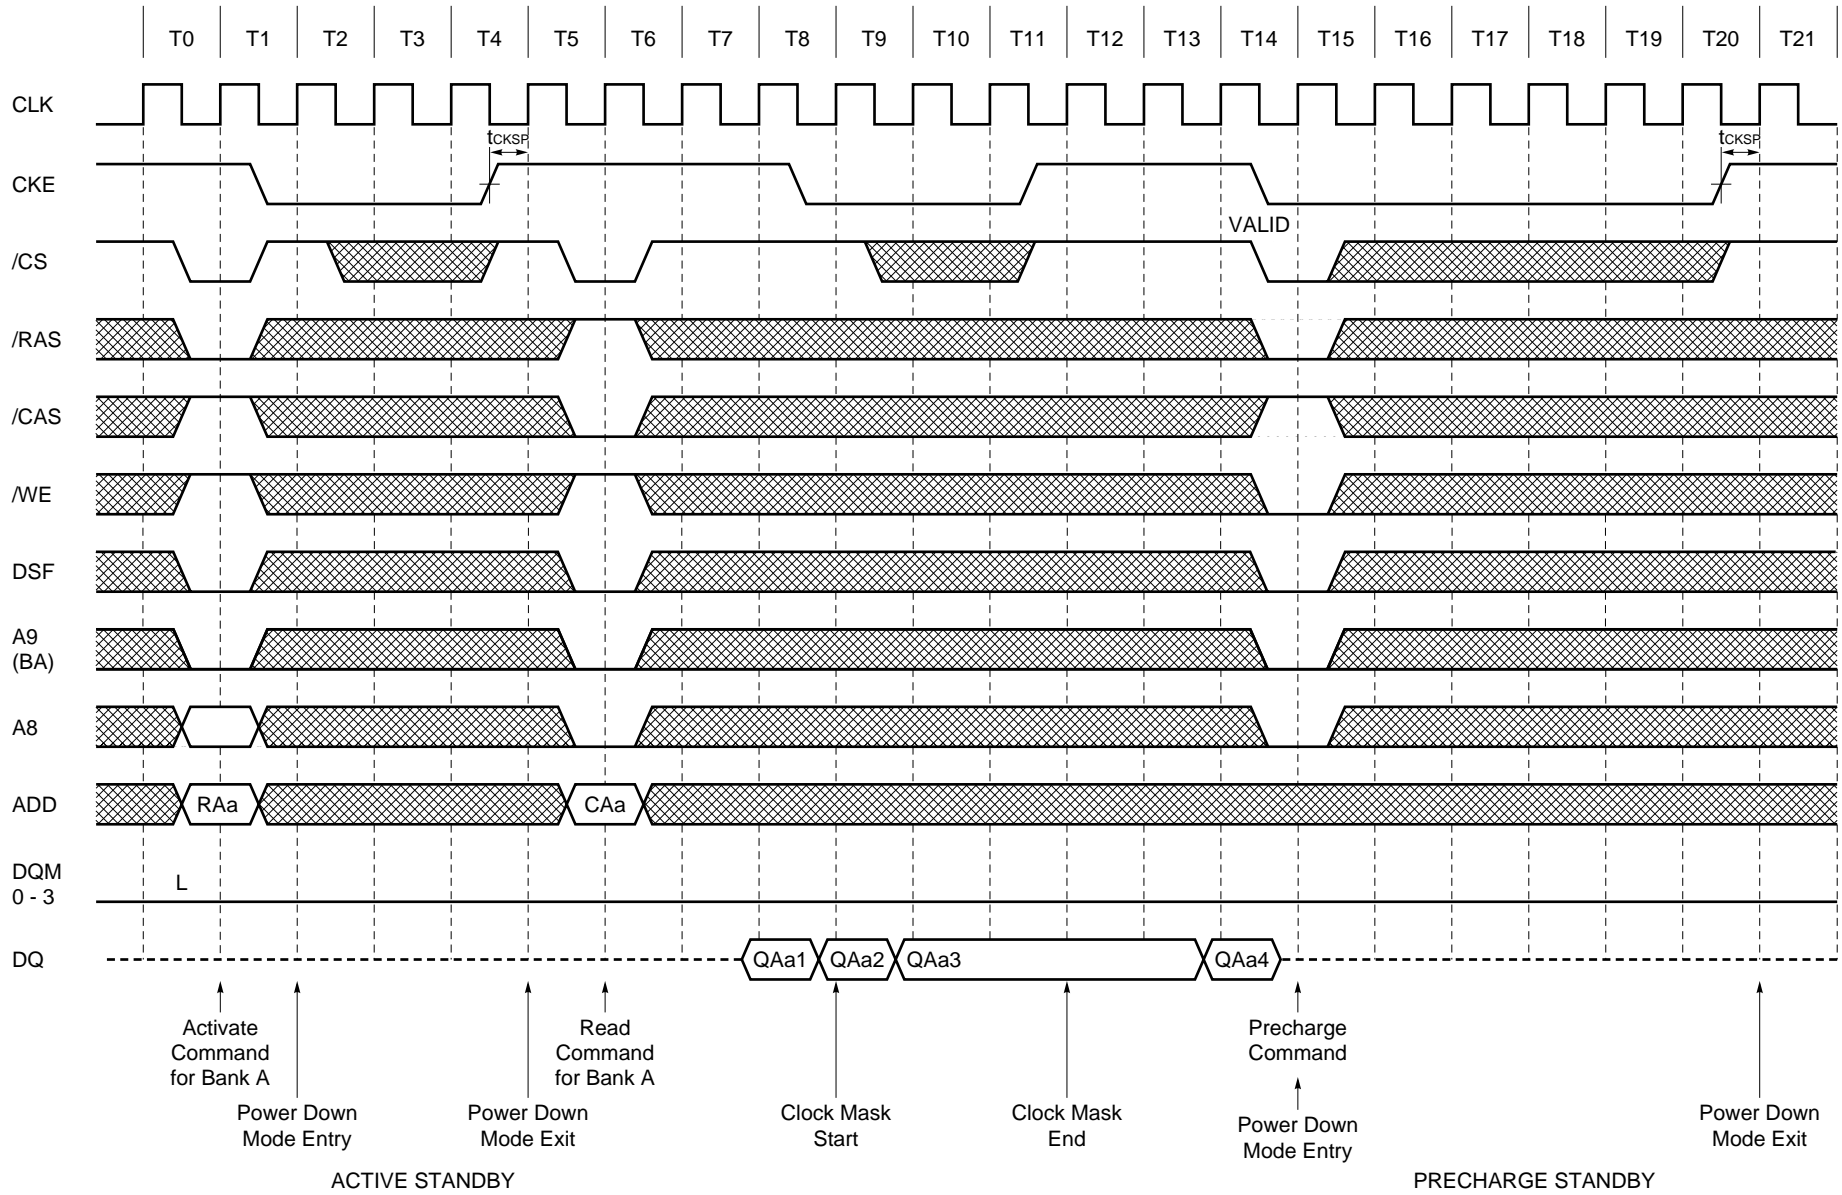 T0 T1 T2 T3 T4 T5 T6 T7 T8 T9 T10 T11 T12 T13 T14 T15 T16 T17 T18 T19 T20 T21
CLK
tCKSP tCKSP
CKE
VALID
/CS
/RAS
/CAS
/WE
DSF
A9
(BA)
A8
ADD RAa CAa
DQM
0 - 3
L
DQ QAa1 QAa2 QAa3 QAa4
Activate
Command
for Bank A
Read
Command
for Bank A
Precharge
Command
Power Down
Mode Entry
Power Down
Mode Exit
Clock Mask
Start
Clock Mask
End
Power Down
Mode Entry
Power Down
Mode Exit
ACTIVE STANDBY PRECHARGE STANDBY